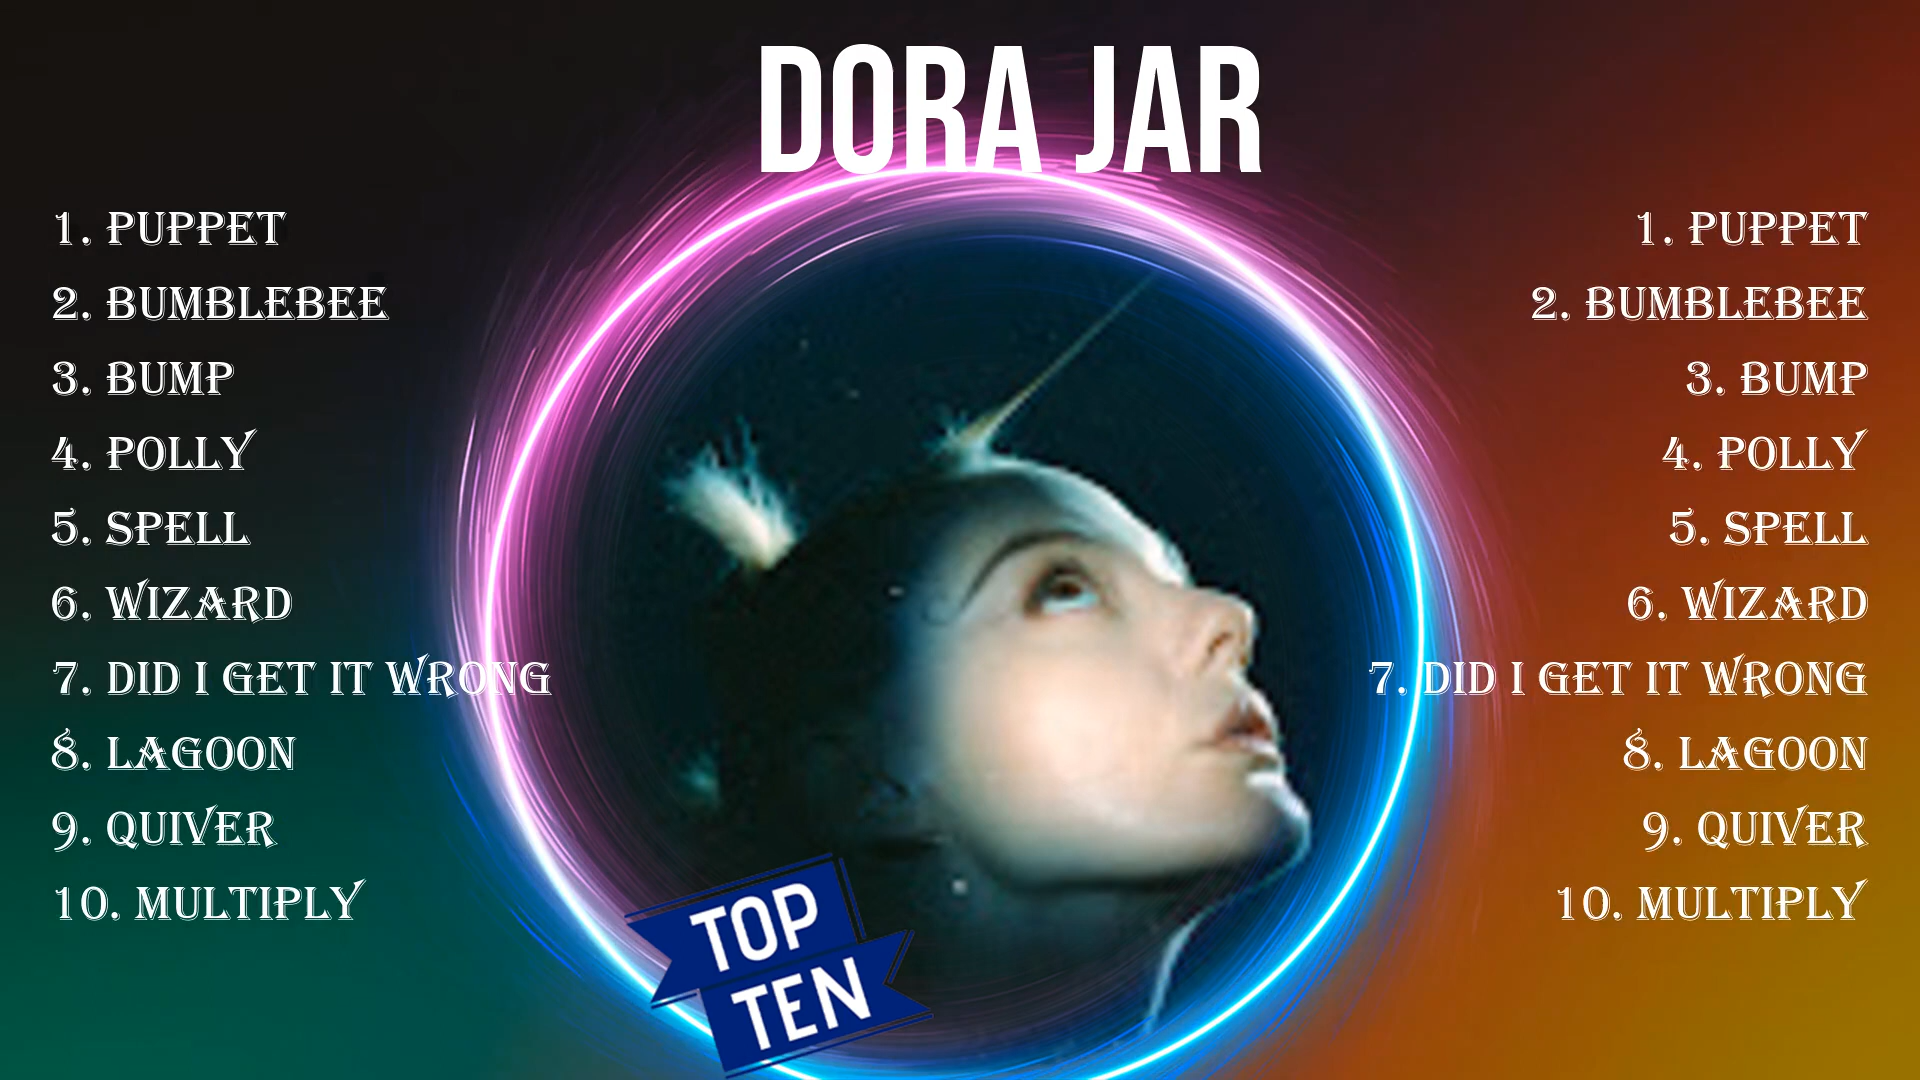 DORA JAR
1. PUPPET
2. BUMBLEBEE
3. BUMP
4. POLLY
5. SPELL
6. WIZARD
7. DID I GET IT WRONG
8. LAGOON
9. QUIVER
10. MULTIPLY
1. PUPPET
2. BUMBLEBEE
3. BUMP
4. POLLY
5. SPELL
6. WIZARD
7. DID I GET IT WRONG
8. LAGOON
9. QUIVER
10. MULTIPLY
TOP
TEN